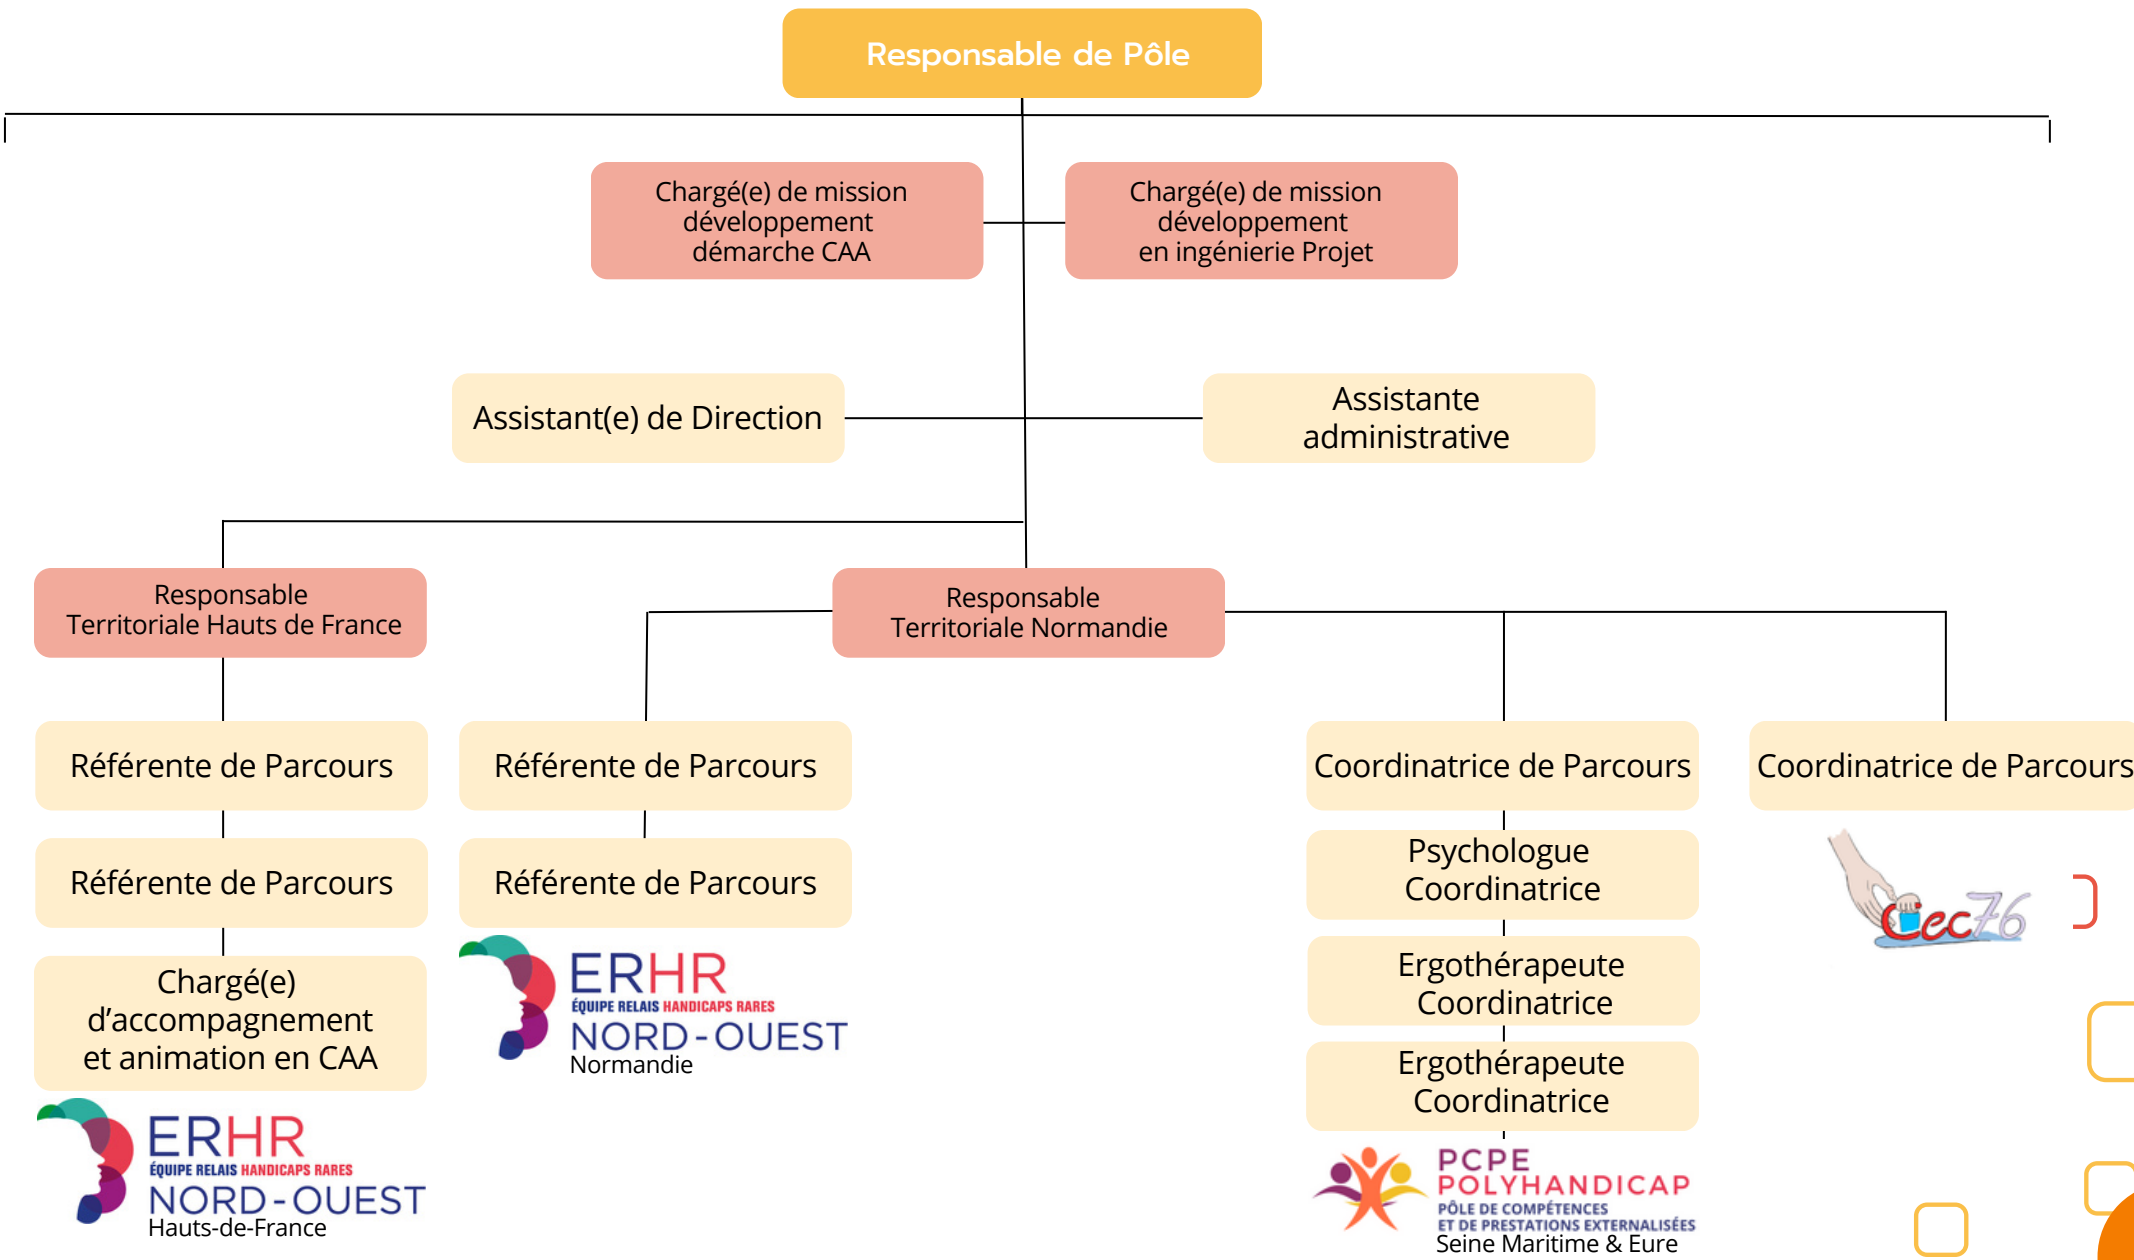 Responsable de Pôle
Chargé(e) de mission
développement
démarche CAA
Chargé(e) de mission
développement
en ingénierie Projet
Assistant(e) de Direction
Assistante
administrative
Responsable
Territoriale Hauts de France
Responsable
Territoriale Normandie
Référente de Parcours
Référente de Parcours
Chargé(e)
d’accompagnement
et animation en CAA
ERHR
ÉQUIPE RELAIS HANDICAPS RARES
NORD-OUEST
Hauts-de-France
Référente de Parcours
Référente de Parcours
ERHR
ÉQUIPE RELAIS HANDICAPS RARES
NORD-OUEST
Normandie
Coordinatrice de Parcours
Psychologue
Coordinatrice
Ergothérapeute
Coordinatrice
Ergothérapeute
Coordinatrice
PCPE
POLYHANDICAP
PÔLE DE COMPÉTENCES
ET DE PRESTATIONS EXTERNALISÉES
Seine Maritime & Eure
Coordinatrice de Parcours
Cec76